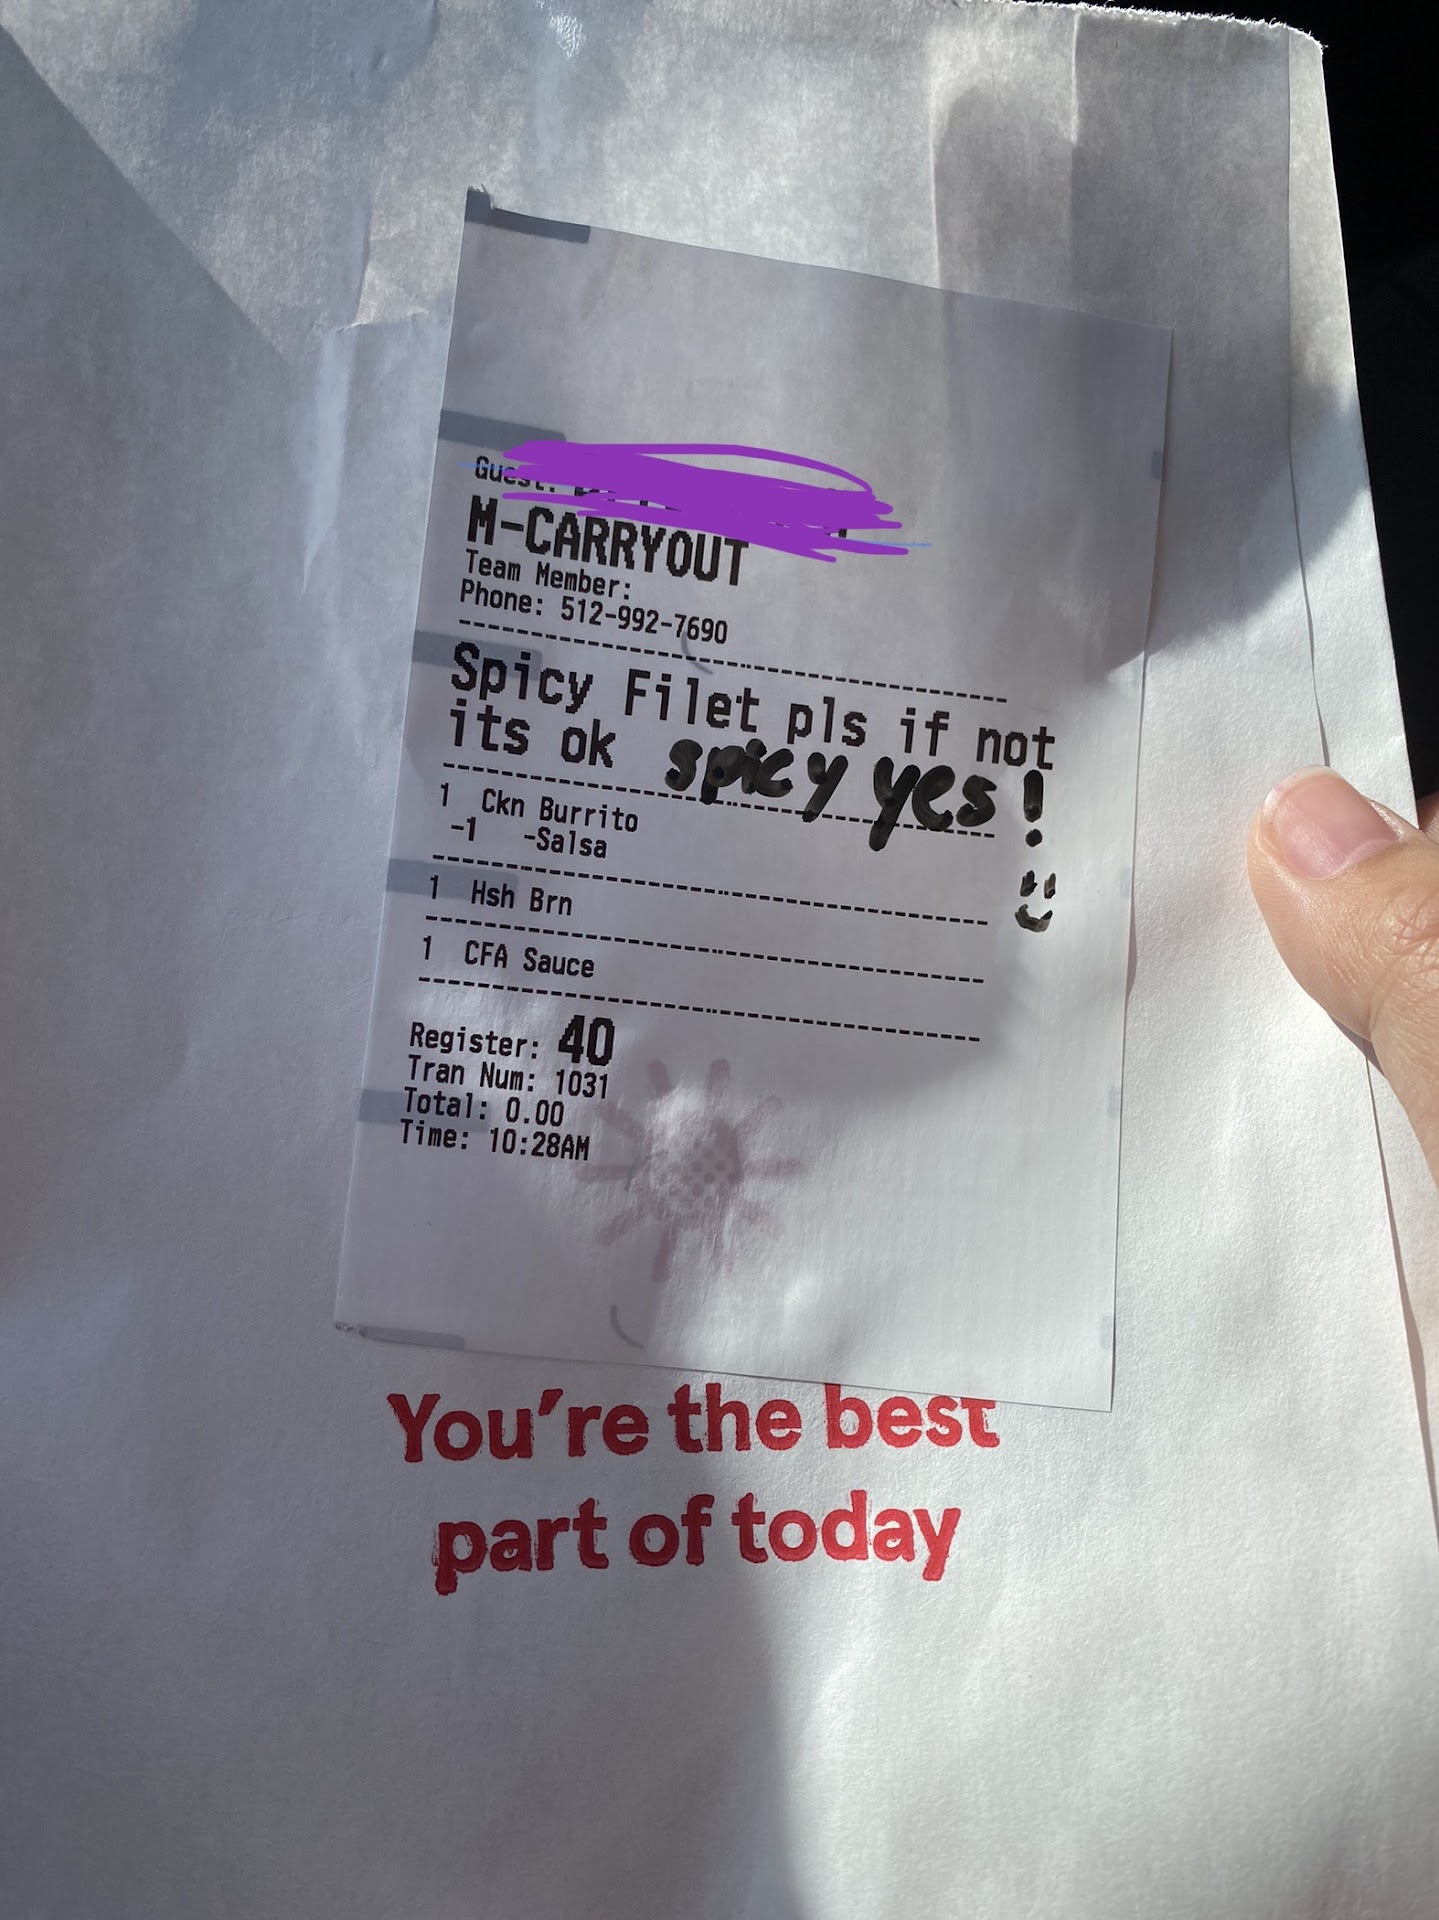 Guest:
M-CARRYOUT
Team Member:
Phone: 512-992-7690
Spicy Filet pls if not
its ok spicy yes!
1 Ckn Burrito
-1 -Salsa
1 Hsh Brn
1 CFA Sauce
Register: 40
Tran Num: 1031
Total: 0.00
Time: 10:28AM
You're the best
part of today